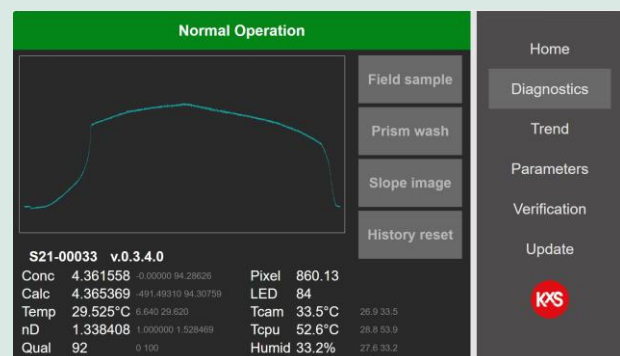 Normal Operation
Field sample
Prism wash
Slope image
History reset
S21-00033 v.0.3.4.0
Conc 4.361558 -0.00000 94.28626 Pixel 860.13
Calc 4.365369 -491.49310 94.30759 LED 84
Temp 29.525°C 6.640 29.620 Tcam 33.5°C 26.9 33.5
nD 1.338408 1.000000 1.528469 Tcpu 52.6°C 28.8 53.9
Qual 92 0 100 Humid 33.2% 27.6 33.2
Home
Diagnostics
Trend
Parameters
Verification
Update
KXS